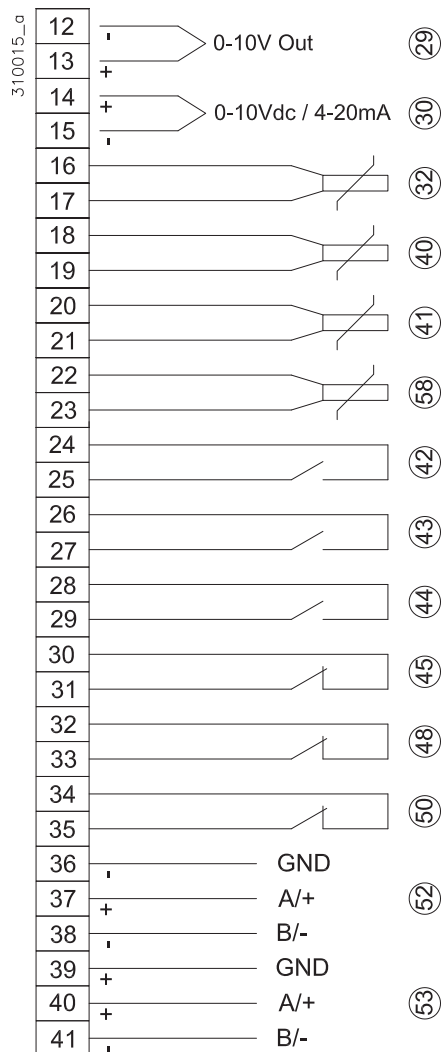 310015_a
12 - 0-10V Out 29
13 +
14 + 0-10Vdc / 4-20mA 30
15 -
16 32
17
18 40
19
20 41
21
22 58
23
24 42
25
26 43
27
28 44
29
30 45
31
32 48
33
34 50
35
36 - GND
37 + A/+ 52
38 - B/-
39 + GND
40 + A/+ 53
41 - B/-